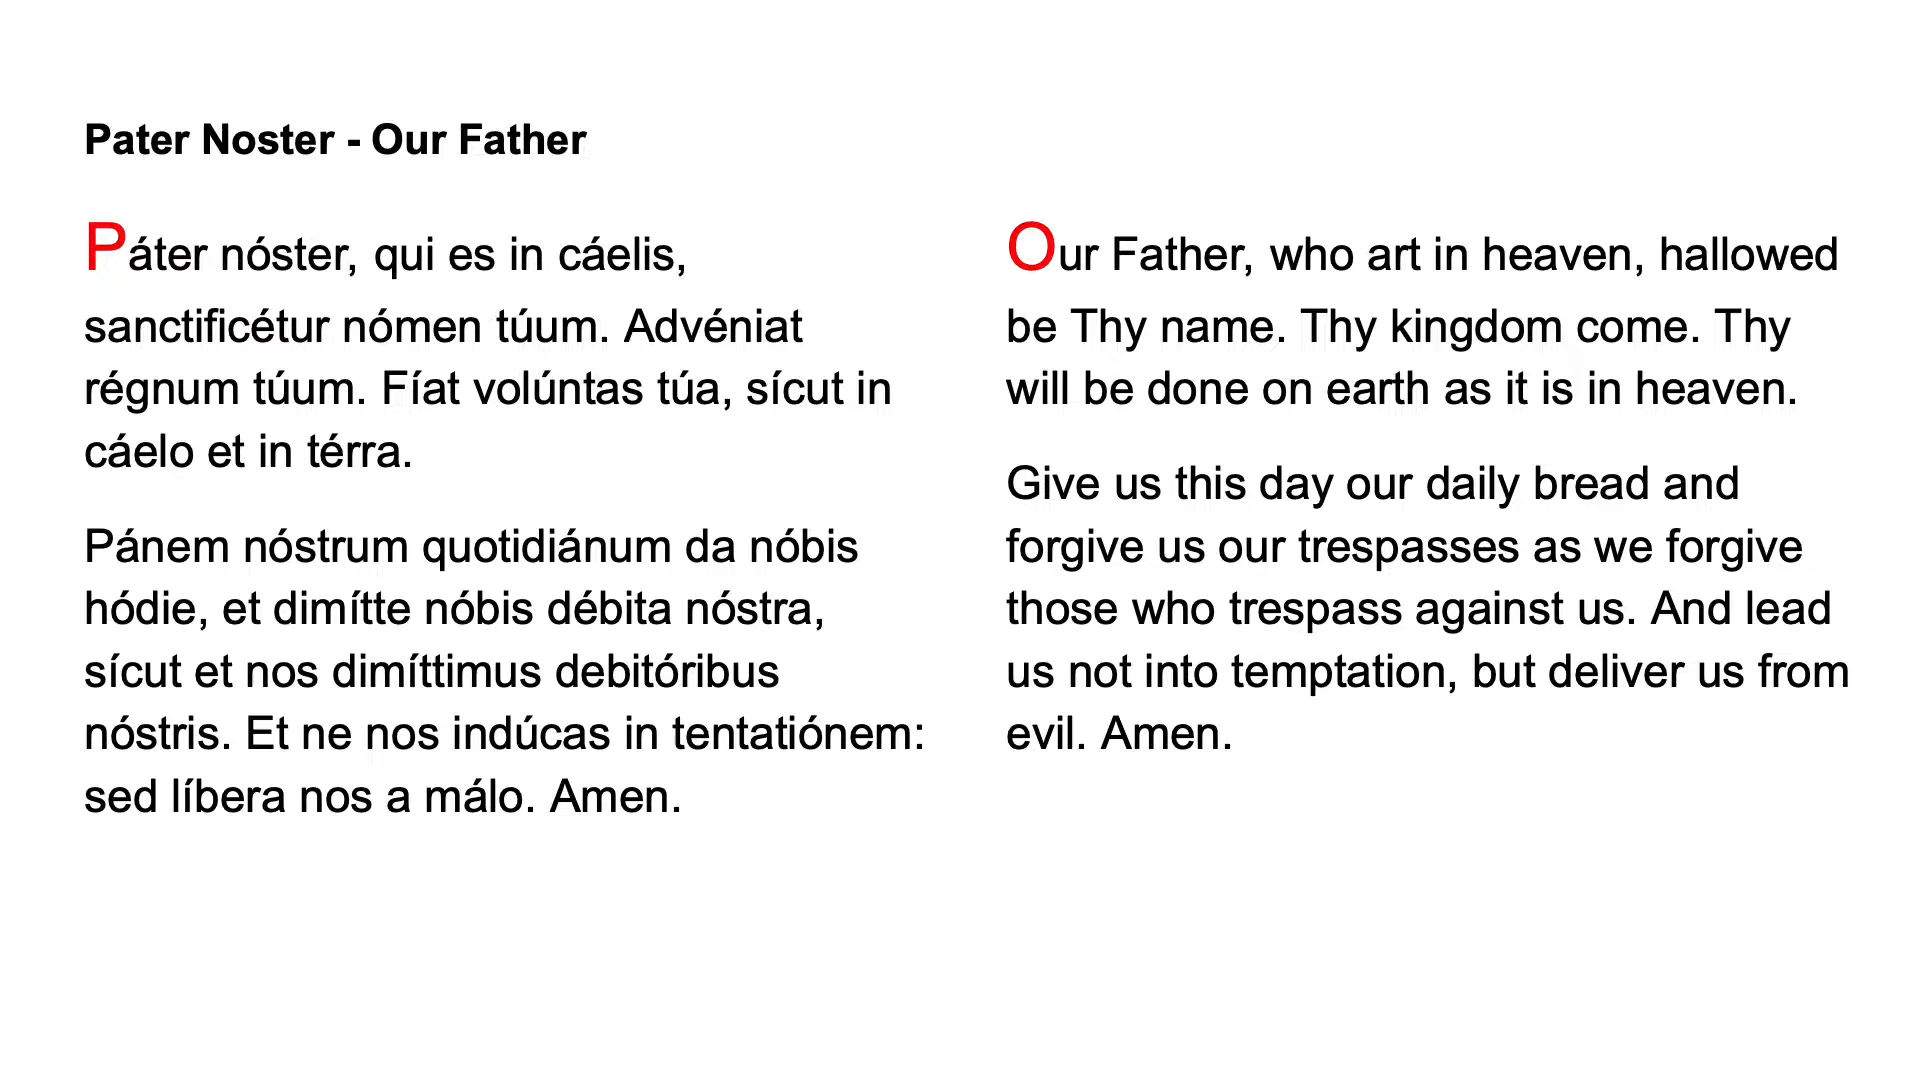 Pater Noster - Our Father
Páter nóster, qui es in cáelis,
sanctificétur nómen túum. Advéniat
régnum túum. Fíat volúntas túa, sícut in
cáelo et in térra.
Pánem nóstrum quotidiánum da nóbis
hódie, et dimítte nóbis débita nóstra,
sícut et nos dimíttimus debitóribus
nóstris. Et ne nos indúcas in tentatiónem:
sed líbera nos a málo. Amen.
Our Father, who art in heaven, hallowed
be Thy name. Thy kingdom come. Thy
will be done on earth as it is in heaven.
Give us this day our daily bread and
forgive us our trespasses as we forgive
those who trespass against us. And lead
us not into temptation, but deliver us from
evil. Amen.